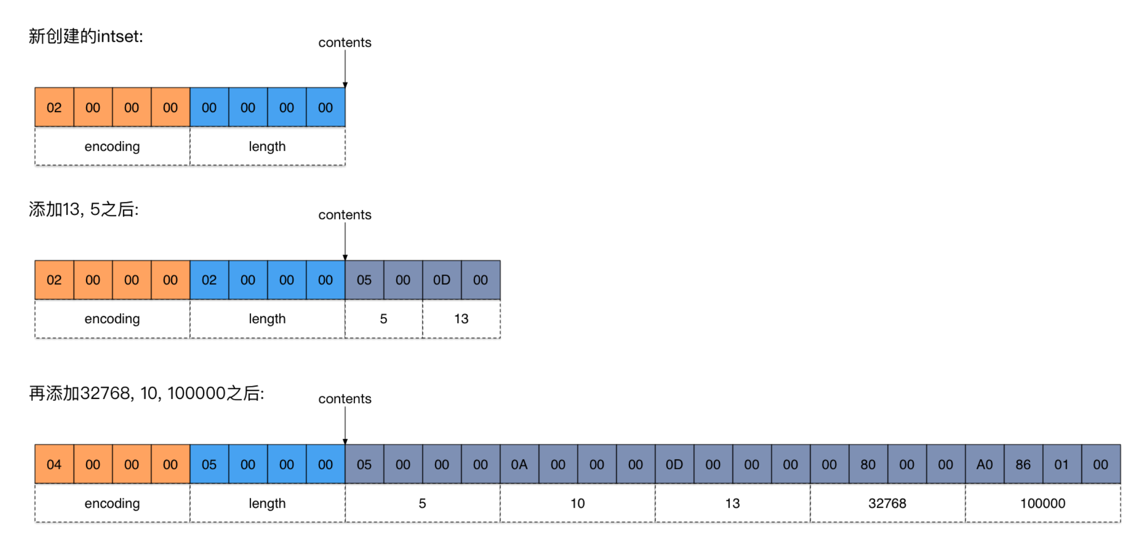 新创建的intset:
contents
02 00 00 00 00 00 00 00
encoding length
添加13, 5之后:
contents
02 00 00 00 02 00 00 00 05 00 0D 00
encoding length 5 13
再添加32768, 10, 100000之后:
contents
04 00 00 00 05 00 00 00 05 00 00 00 0A 00 00 00 0D 00 00 00 00 80 00 00 A0 86 01 00
encoding length 5 10 13 32768 100000